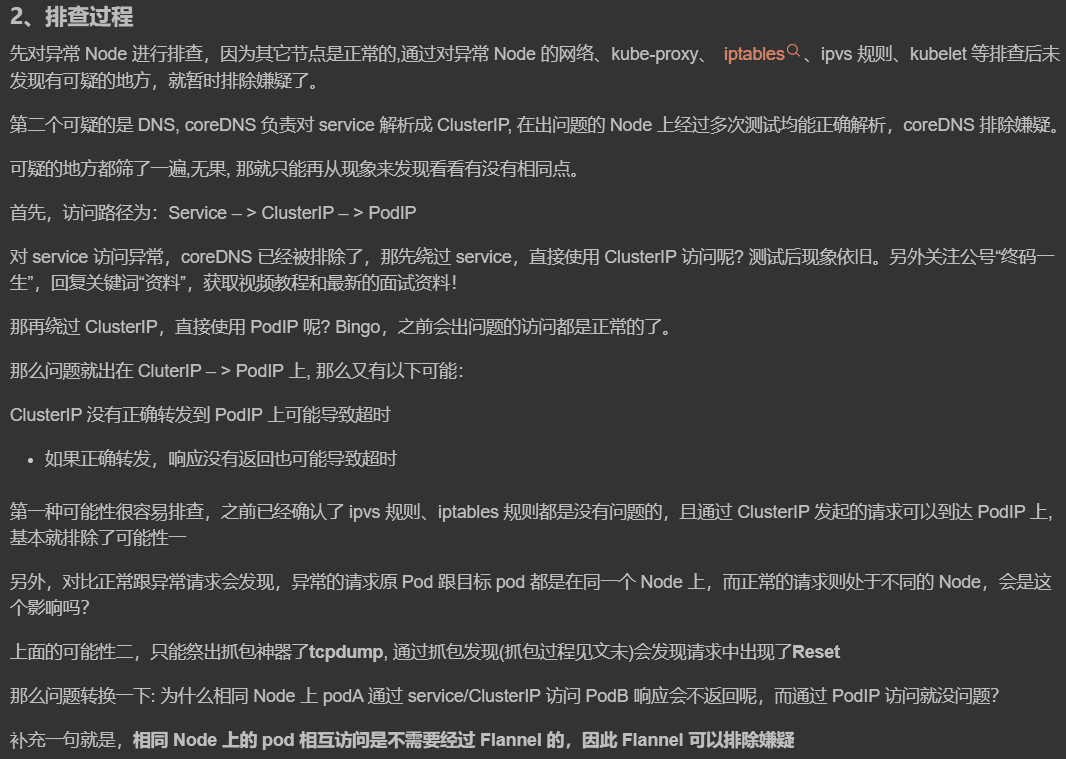 2、排查过程
先对异常 Node 进行排查，因为其它节点是正常的,通过对异常 Node 的网络、kube-proxy、 iptables、ipvs 规则、kubelet 等排查后未
发现有可疑的地方，就暂时排除嫌疑了。
第二个可疑的是 DNS, coreDNS 负责对 service 解析成 ClusterIP, 在出问题的 Node 上经过多次测试均能正确解析，coreDNS 排除嫌疑。
可疑的地方都筛了一遍,无果, 那就只能再从现象来发现看看有没有相同点。
首先，访问路径为：Service – > ClusterIP – > PodIP
对 service 访问异常，coreDNS 已经被排除了，那先绕过 service，直接使用 ClusterIP 访问呢? 测试后现象依旧。另外关注公号“终码一
生”，回复关键词“资料”，获取视频教程和最新的面试资料！
那再绕过 ClusterIP，直接使用 PodIP 呢? Bingo，之前会出问题的访问都是正常的了。
那么问题就出在 CluterIP – > PodIP 上, 那么又有以下可能：
ClusterIP 没有正确转发到 PodIP 上可能导致超时
• 如果正确转发，响应没有返回也可能导致超时
第一种可能性很容易排查，之前已经确认了 ipvs 规则、iptables 规则都是没有问题的，且通过 ClusterIP 发起的请求可以到达 PodIP 上,
基本就排除了可能性一
另外，对比正常跟异常请求会发现，异常的请求原 Pod 跟目标 pod 都是在同一个 Node 上，而正常的请求则处于不同的 Node，会是这
个影响吗?
上面的可能性二，只能祭出抓包神器了tcpdump, 通过抓包发现(抓包过程见文未)会发现请求中出现了Reset
那么问题转换一下: 为什么相同 Node 上 podA 通过 service/ClusterIP 访问 PodB 响应会不返回呢，而通过 PodIP 访问就没问题?
补充一句就是，相同 Node 上的 pod 相互访问是不需要经过 Flannel 的，因此 Flannel 可以排除嫌疑